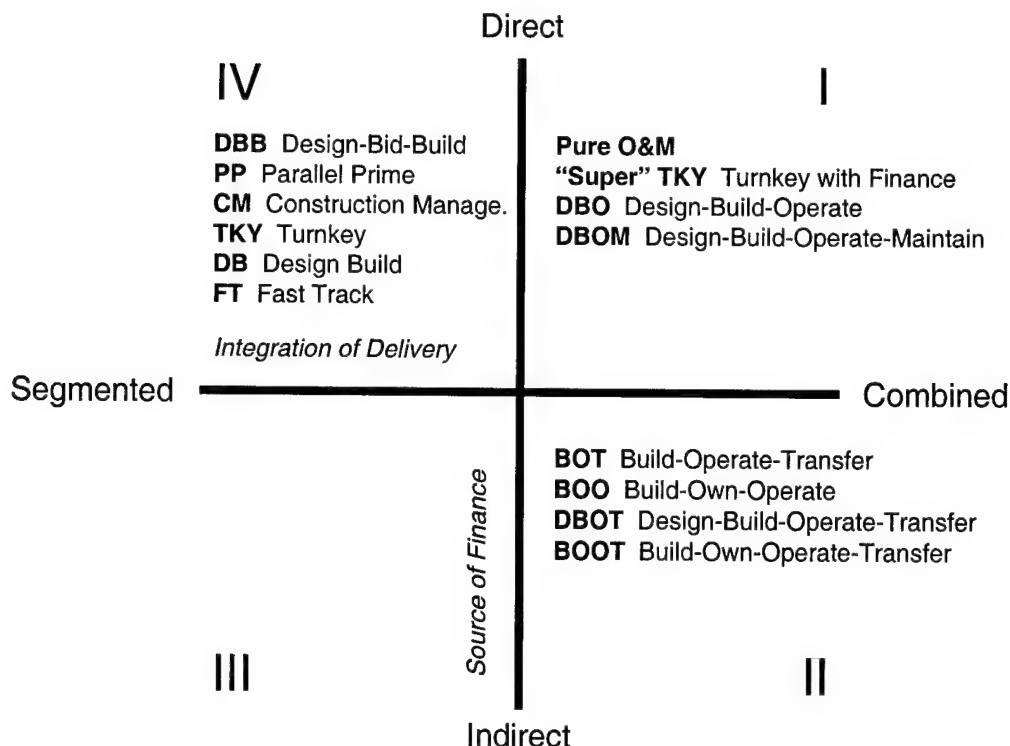 Direct
IV
DBB Design-Bid-Build
PP Parallel Prime
CM Construction Manage.
TKY Turnkey
DB Design Build
FT Fast Track
Integration of Delivery
I
Pure O&M
“Super” TKY Turnkey with Finance
DBO Design-Build-Operate
DBOM Design-Build-Operate-Maintain
Segmented
Combined
Source of Finance
BOT Build-Operate-Transfer
BOO Build-Own-Operate
DBOT Design-Build-Operate-Transfer
BOOT Build-Own-Operate-Transfer
III
II
Indirect